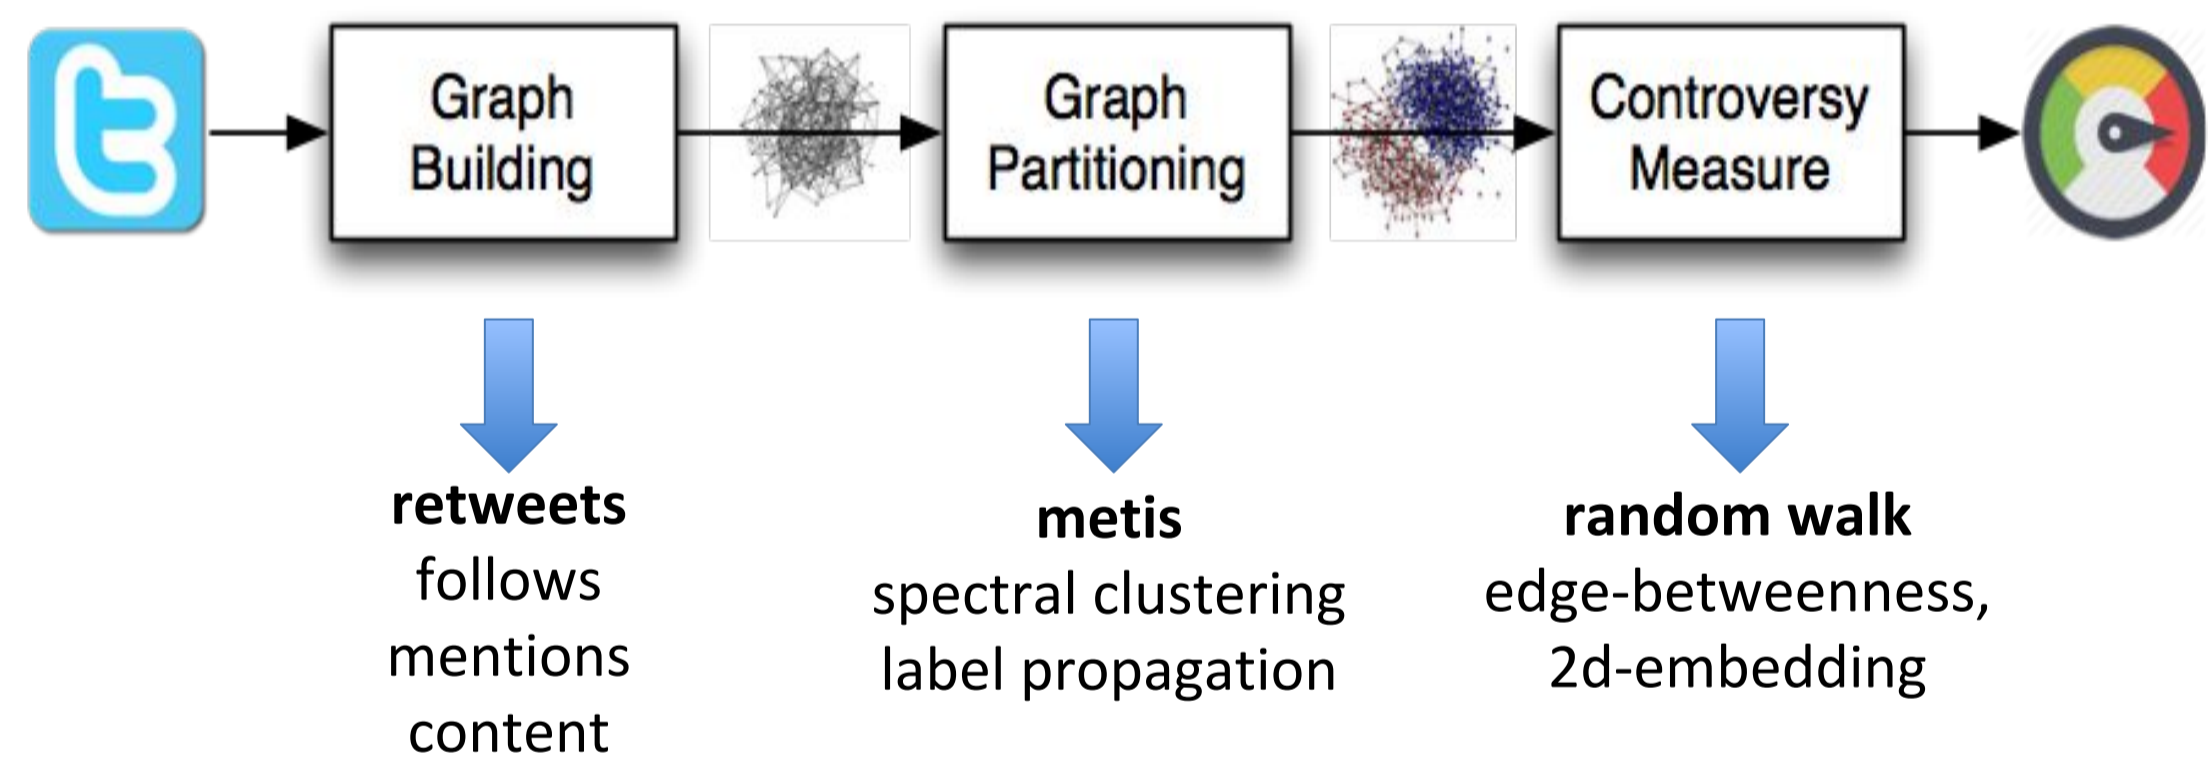 Graph
Building
Graph
Partitioning
Controversy
Measure
retweets
follows
mentions
content
metis
spectral clustering
label propagation
random walk
edge-betweenness,
2d-embedding